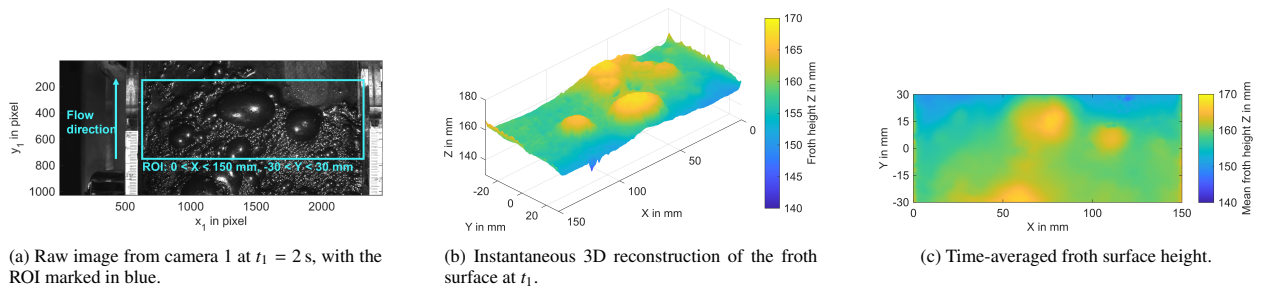 200
400
600
800
1000
y1 in pixel
Flow
direction
ROI: 0 < X < 150 mm, -30 < Y < 30 mm
500
1000
1500
2000
x1 in pixel
(a) Raw image from camera 1 at t1 = 2 s, with the
ROI marked in blue.
180
160
140
Z in mm
-20
0
20
Y in mm
150
100
50
0
X in mm
170
165
160
155
150
145
140
Froth height Z in mm
(b) Instantaneous 3D reconstruction of the froth
surface at t1.
30
15
0
-15
-30
Y in mm
0
50
100
150
X in mm
170
160
150
140
Mean froth height Z in mm
(c) Time-averaged froth surface height.